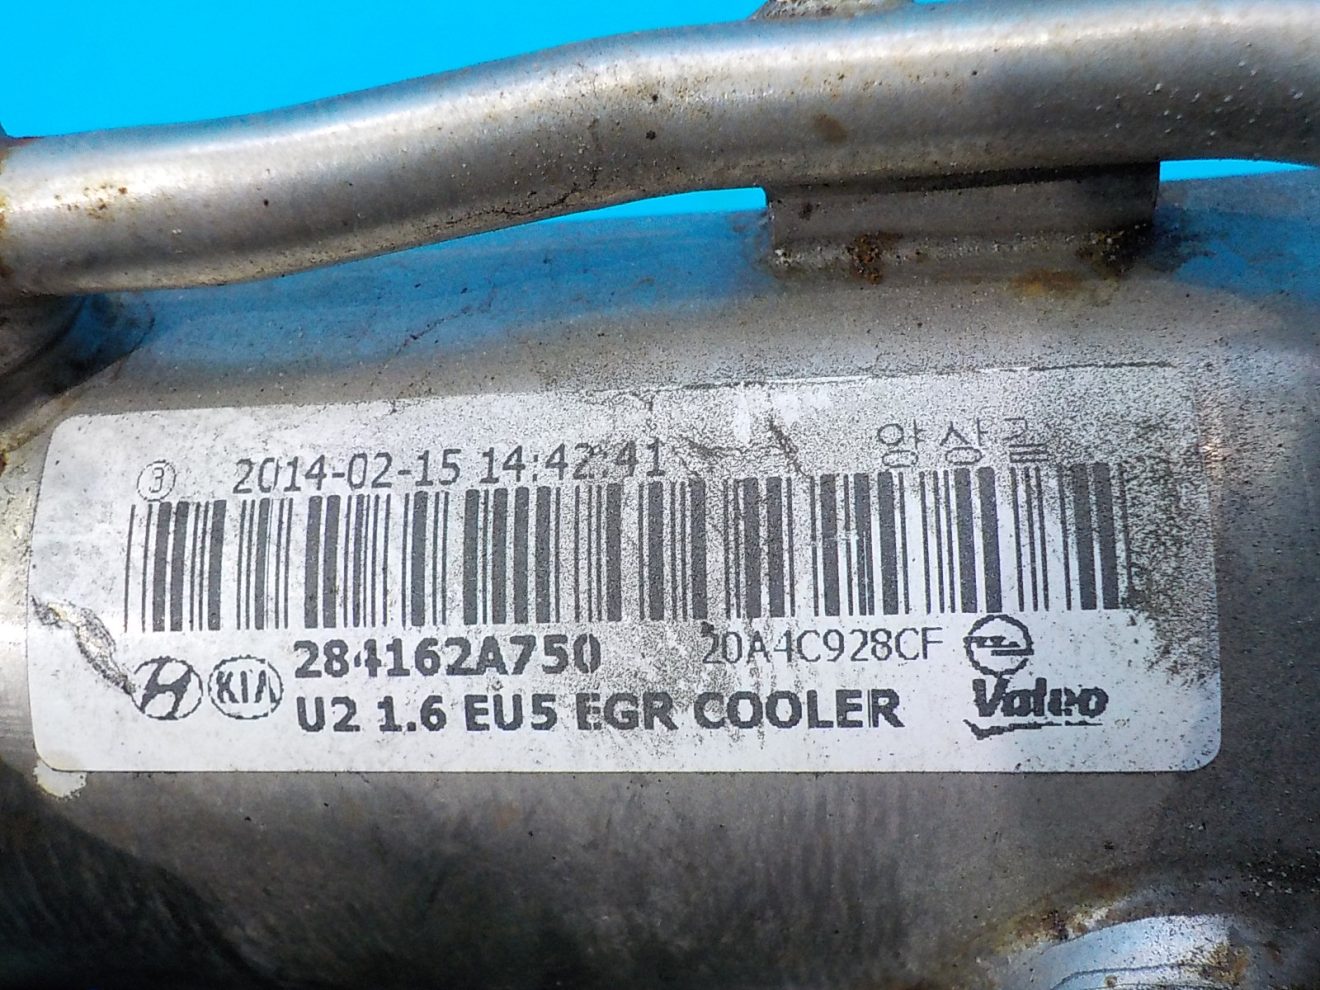 ③ 2014-02-15 14:42:41 양상품
284162A750 20A4C928CF
KIA
U2 1.6 EU5 EGR COOLER Valeo